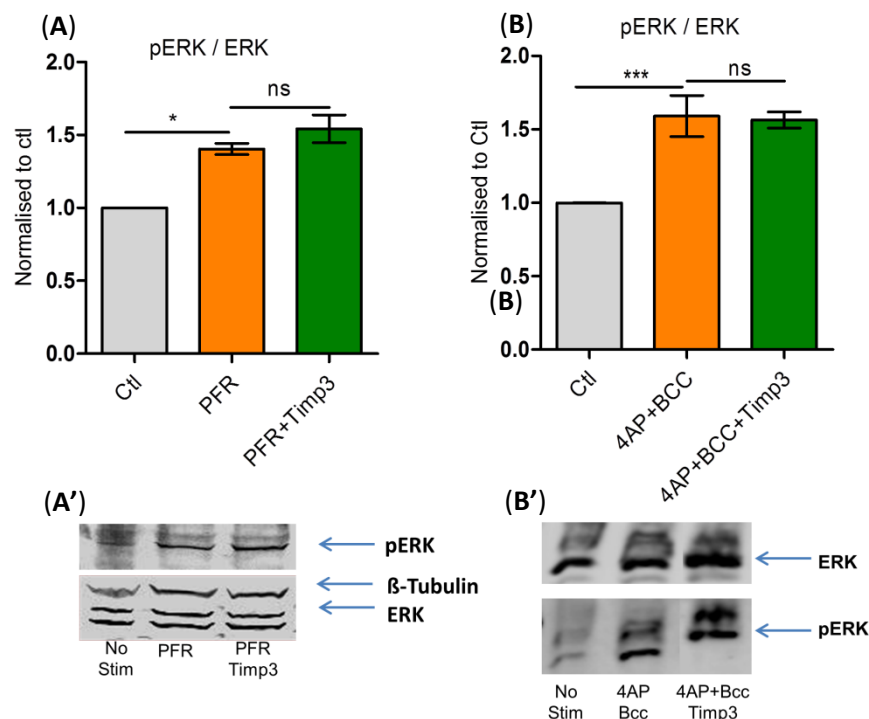 (A)
pERK / ERK
Normalised to ctl
2.0
1.5
1.0
0.5
0.0
*
ns
Ctl
PFR
PFR+Timp3
(B)
pERK / ERK
Normalised to Ctl
2.0
1.5
1.0
0.5
0.0
(B)
***
ns
Ctl
4AP+BCC
4AP+BCC+Timp3
(A’)
pERK
ß-Tubulin
ERK
No
Stim
PFR
PFR
Timp3
(B’)
ERK
pERK
No
Stim
4AP
Bcc
4AP+Bcc
Timp3